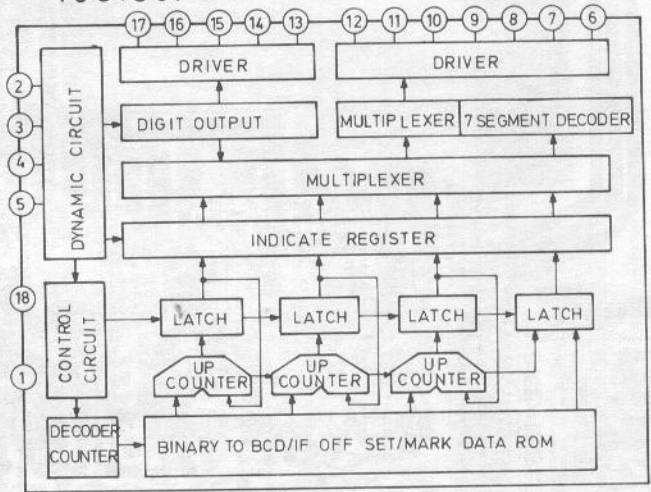 17 16 15 14 13 12 11 10 9 8 7 6
DRIVER DRIVER
2
3
4
5
DYNAMIC CIRCUIT
DIGIT OUTPUT
MULTIPLEXER 7 SEGMENT DECODER
MULTIPLEXER
INDICATE REGISTER
18
1
CONTROL CIRCUIT
LATCH LATCH LATCH LATCH
UP COUNTER UP COUNTER UP COUNTER
DECODER COUNTER
BINARY TO BCD/IF OFF SET/MARK DATA ROM